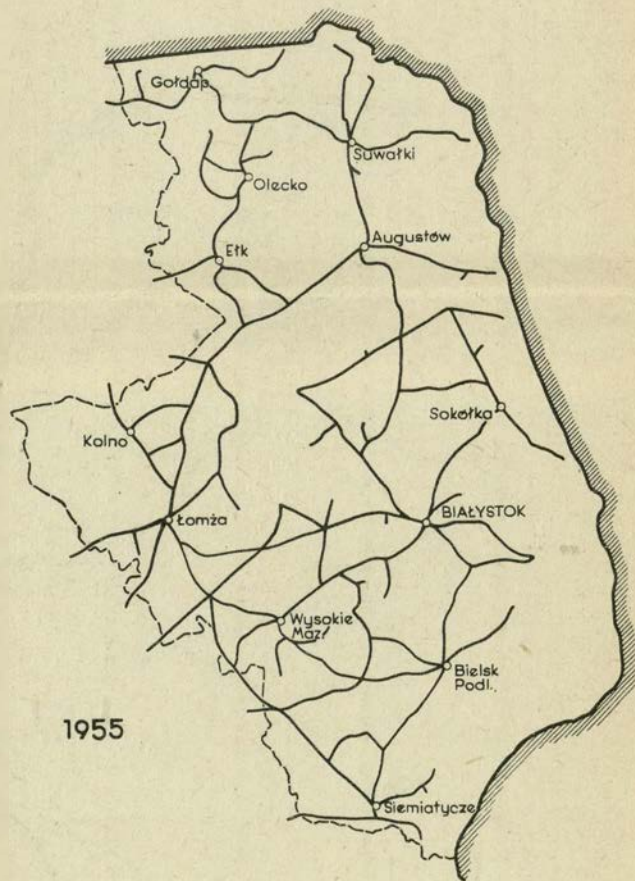 Gołdap
Suwałki
Olecko
Ełk
Augustów
Sokółka
Kolno
Łomża
BIAŁYSTOK
Wysokie
Maz.
Bielsk
Podl.
1955
Siemiatycze